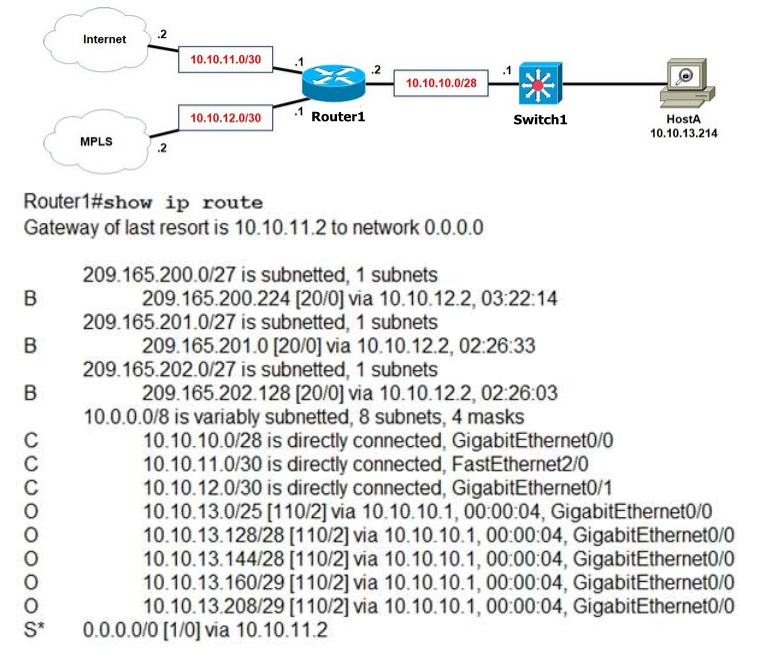 Internet
.2
10.10.11.0/30
.1
.2
10.10.10.0/28
.1
10.10.12.0/30
.1
Router1
Switch1
HostA
10.10.13.214
MPLS
.2
Router1#show ip route
Gateway of last resort is 10.10.11.2 to network 0.0.0.0
209.165.200.0/27 is subnetted, 1 subnets
B 209.165.200.224 [20/0] via 10.10.12.2, 03:22:14
209.165.201.0/27 is subnetted, 1 subnets
B 209.165.201.0 [20/0] via 10.10.12.2, 02:26:33
209.165.202.0/27 is subnetted, 1 subnets
B 209.165.202.128 [20/0] via 10.10.12.2, 02:26:03
10.0.0.0/8 is variably subnetted, 8 subnets, 4 masks
C 10.10.10.0/28 is directly connected, GigabitEthernet0/0
C 10.10.11.0/30 is directly connected, FastEthernet2/0
C 10.10.12.0/30 is directly connected, GigabitEthernet0/1
O 10.10.13.0/25 [110/2] via 10.10.10.1, 00:00:04, GigabitEthernet0/0
O 10.10.13.128/28 [110/2] via 10.10.10.1, 00:00:04, GigabitEthernet0/0
O 10.10.13.144/28 [110/2] via 10.10.10.1, 00:00:04, GigabitEthernet0/0
O 10.10.13.160/29 [110/2] via 10.10.10.1, 00:00:04, GigabitEthernet0/0
O 10.10.13.208/29 [110/2] via 10.10.10.1, 00:00:04, GigabitEthernet0/0
S* 0.0.0.0/0 [1/0] via 10.10.11.2